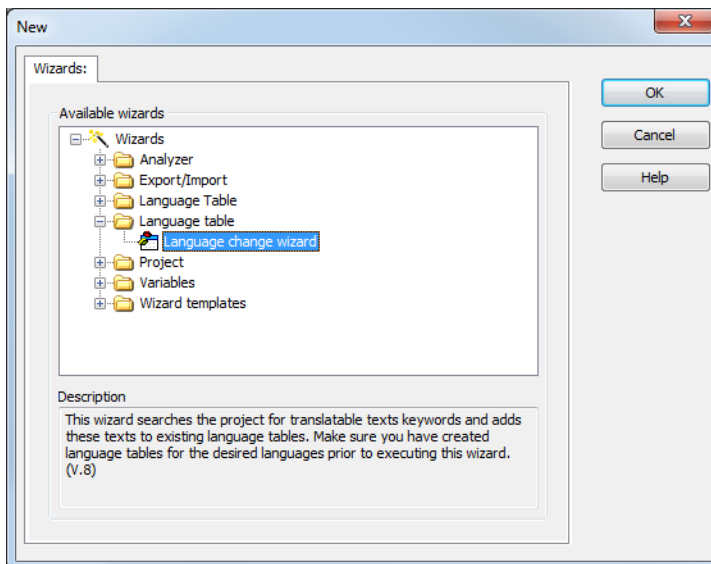 New
Wizards:
OK
Cancel
Help
Available wizards
Wizards
Analyzer
Export/Import
Language Table
Language table
Language change wizard
Project
Variables
Wizard templates
Description
This wizard searches the project for translatable texts keywords and adds
these texts to existing language tables. Make sure you have created
language tables for the desired languages prior to executing this wizard.
(V.8)